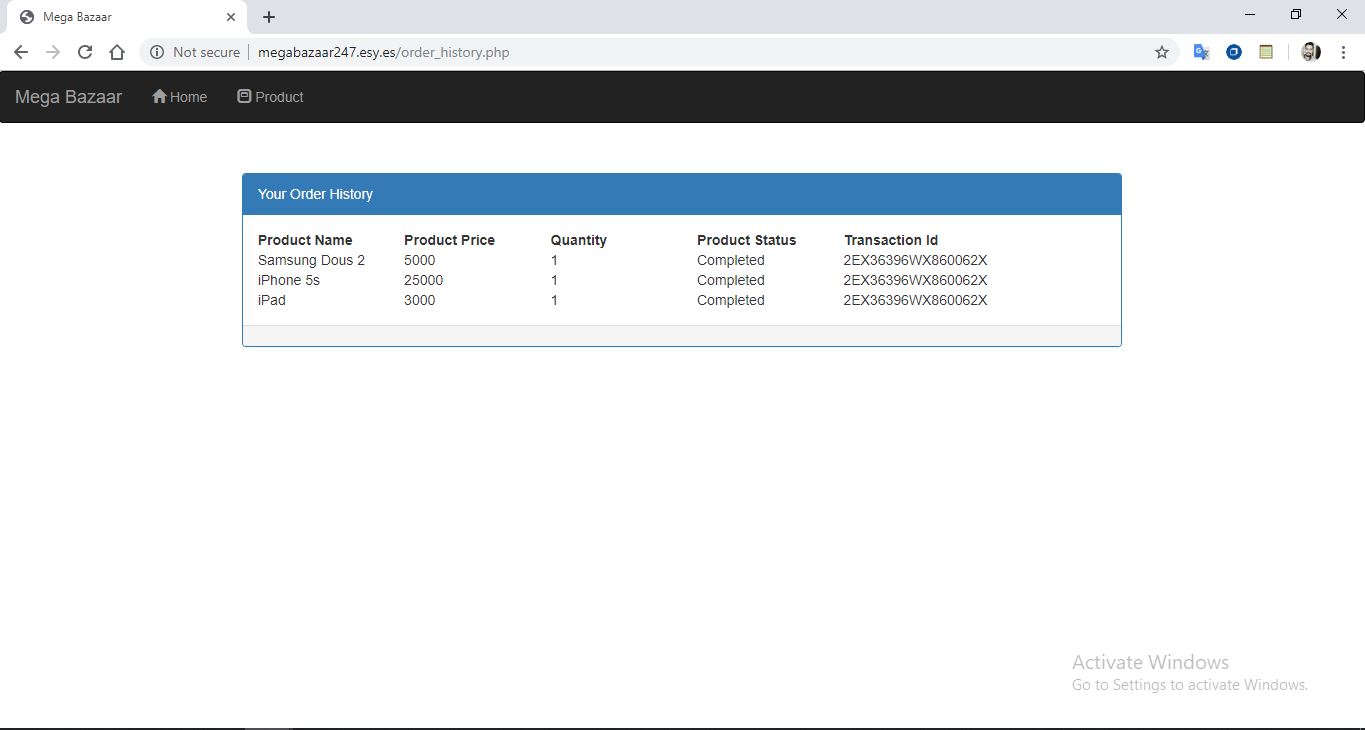 Mega Bazaar
Not secure megabazaar247.esy.es/order_history.php
Mega Bazaar Home Product
Your Order History
Product Name Product Price Quantity Product Status Transaction Id
Samsung Dous 2 5000 1 Completed 2EX36396WX860062X
iPhone 5s 25000 1 Completed 2EX36396WX860062X
iPad 3000 1 Completed 2EX36396WX860062X
Activate Windows
Go to Settings to activate Windows.